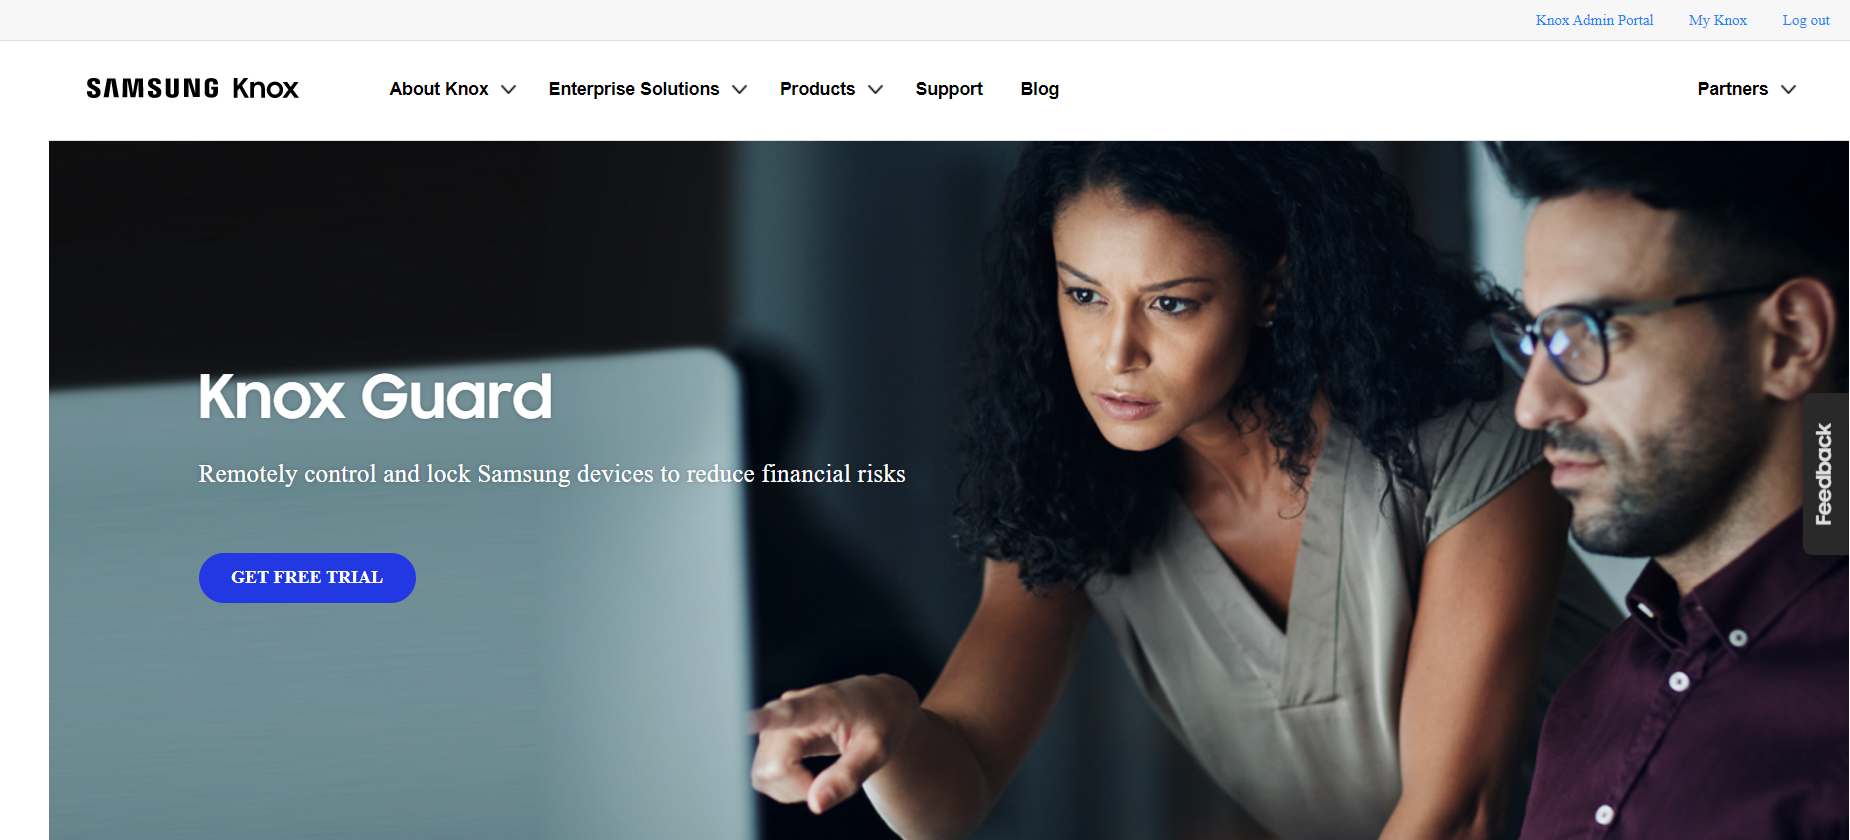 Knox Admin Portal My Knox Log out
SAMSUNG Knox About Knox Enterprise Solutions Products Support Blog Partners
Knox Guard
Remotely control and lock Samsung devices to reduce financial risks
GET FREE TRIAL
Feedback